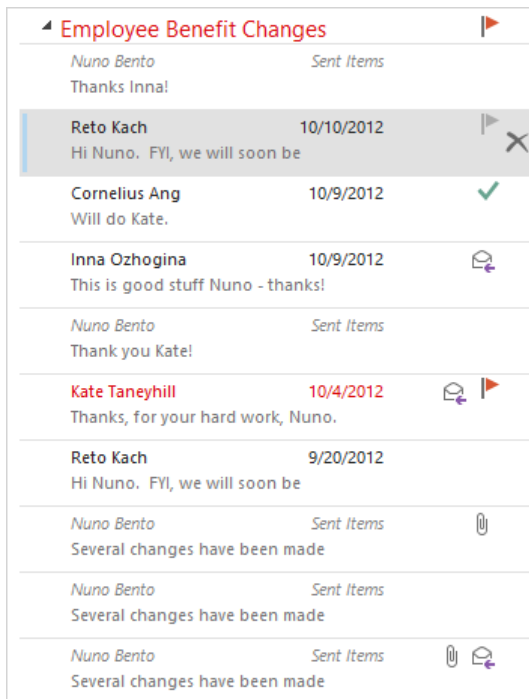 Employee Benefit Changes
Nuno Bento Sent Items
Thanks Inna!
Reto Kach 10/10/2012
Hi Nuno. FYI, we will soon be
Cornelius Ang 10/9/2012
Will do Kate.
Inna Ozhogina 10/9/2012
This is good stuff Nuno - thanks!
Nuno Bento Sent Items
Thank you Kate!
Kate Taneyhill 10/4/2012
Thanks, for your hard work, Nuno.
Reto Kach 9/20/2012
Hi Nuno. FYI, we will soon be
Nuno Bento Sent Items
Several changes have been made
Nuno Bento Sent Items
Several changes have been made
Nuno Bento Sent Items
Several changes have been made